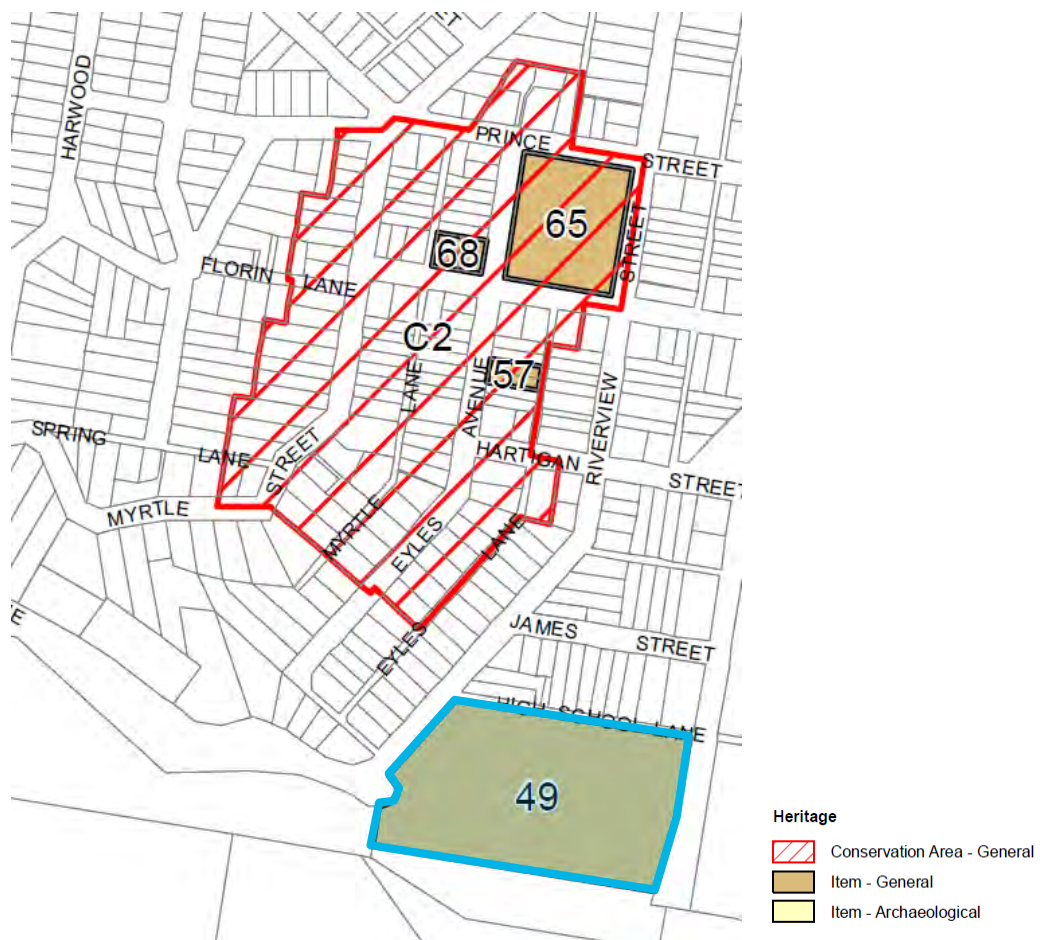 HARWOOD
PRINCE
STREET
65
STREET
68
FLORIN
LANE
C2
57
LANE
AVENUE
RIVERVIEW
SPRING
LANE
STREET
HARTIGAN
STREET
MYRTLE
MYRTLE
EYLES
LANE
JAMES
STREET
EYLES
HIGH SCHOOL LANE
49
Heritage
Conservation Area - General
Item - General
Item - Archaeological